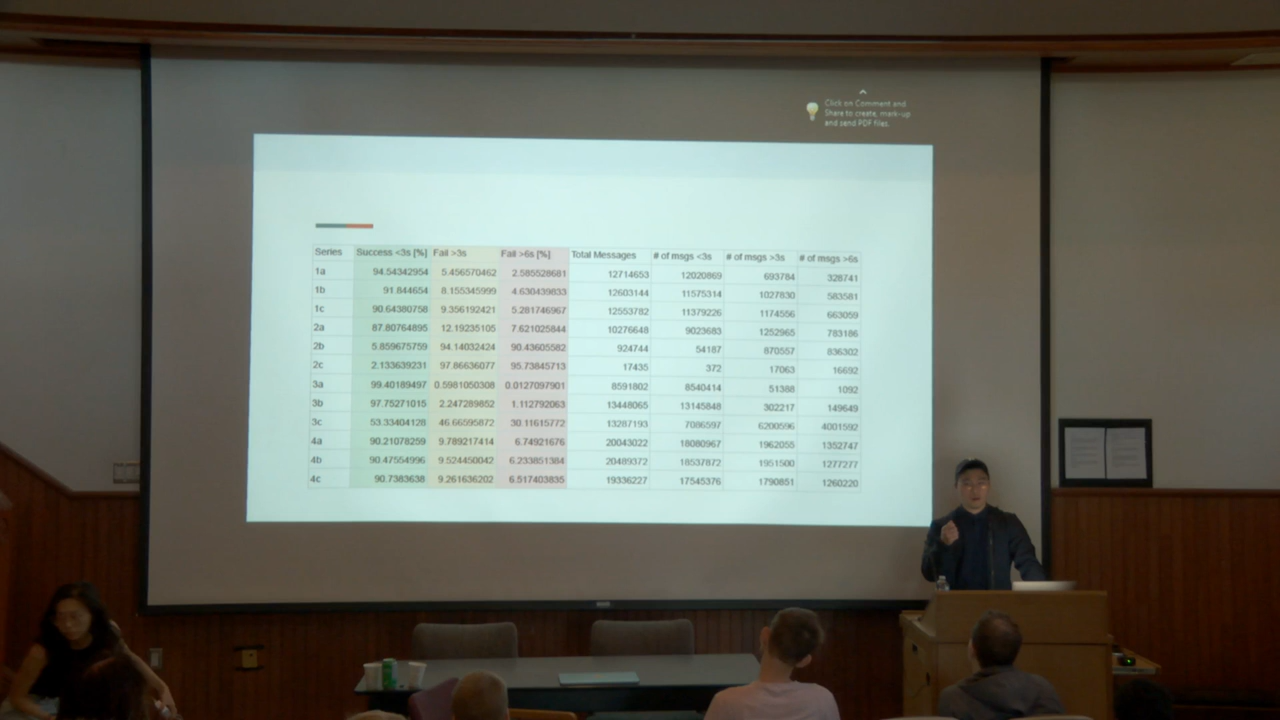 Click on Comment and
Share to create, mark-up
and send PDF files.
Series Success <3s [%] Fail >3s Fail >6s [%] Total Messages # of msgs <3s # of msgs >3s # of msgs >6s
1a 94.54342954 5.456570462 2.585528681 12714653 12020869 693784 328741
1b 91.844654 8.155345999 4.630439833 12603144 11575314 1027830 583581
1c 90.64380758 9.356192421 5.281746967 12553782 11379226 1174556 663059
2a 87.80764895 12.19235105 7.621025844 10276648 9023683 1252965 783186
2b 5.859675759 94.14032424 90.43605582 924744 54187 870557 836302
2c 2.133639231 97.86636077 95.73845713 17435 372 17063 16692
3a 99.40189497 0.5981050308 0.0127097901 8591802 8540414 51388 1092
3b 97.75271015 2.247289852 1.112792063 13448065 13145848 302217 149649
3c 53.33404128 46.66595872 30.11615772 13287193 7086597 6200596 4001592
4a 90.21078259 9.789217414 6.74921676 20043022 18080967 1962055 1352747
4b 90.47554996 9.524450042 6.233851384 20489372 18537872 1951500 1277277
4c 90.7383638 9.261636202 6.517403835 19336227 17545376 1790851 1260220